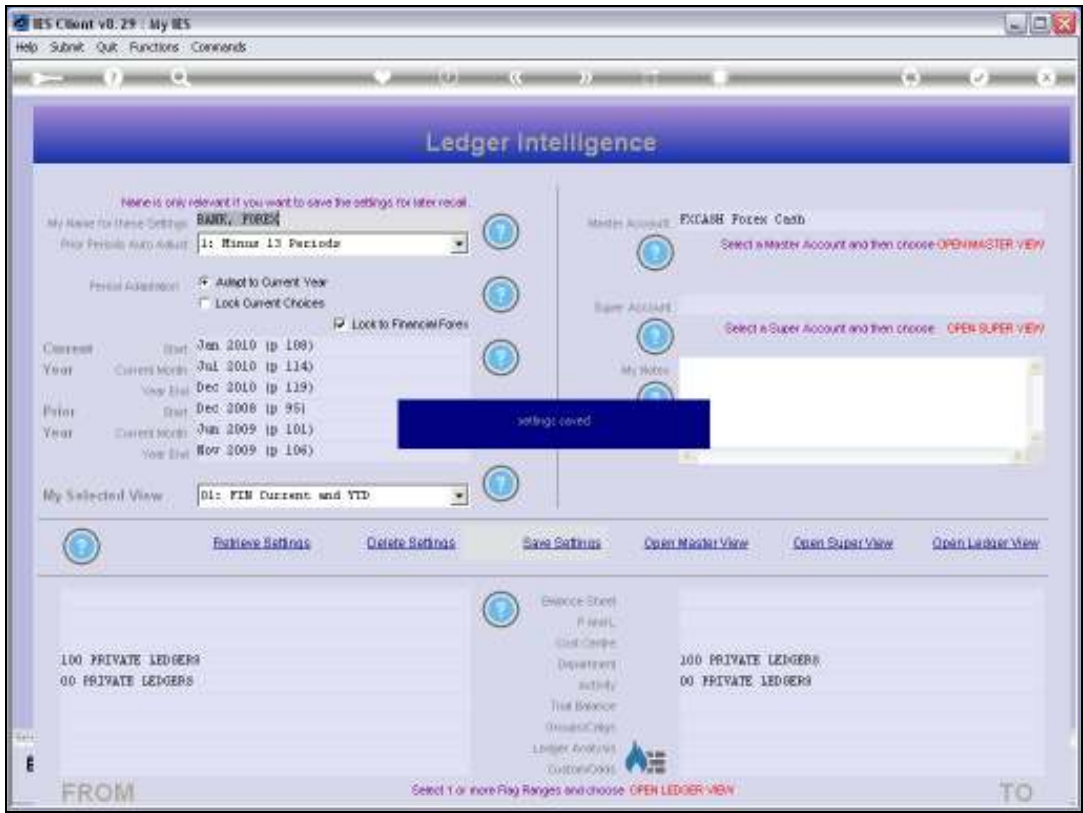 IES Client v8.29 : My IES
Help Submit Quit Functions Commands
Ledger Intelligence
Name is only relevant if you want to save the settings for later recall.
My Name for these Settings BANK, FOREX
Prior Periods Auto Adjust 1: Minus 13 Periods
Period Adaptation Adapt to Current Year
Lock Current Choices
Lock to Financial Forex
Current Start Jan 2010 (p 108)
Year Current Month Jul 2010 (p 114)
Year End Dec 2010 (p 119)
Prior Start Dec 2008 (p 95)
Year Current Month Jun 2009 (p 101)
Year End Nov 2009 (p 106)
My Selected View 01: FIN Current and YTD
Master Account FXCASH Forex Cash
Select a Master Account and then choose OPEN MASTER VIEW
Super Account
Select a Super Account and then choose OPEN SUPER VIEW
My Notes
settings saved
Retrieve Settings Delete Settings Save Settings Open Master View Open Super View Open Ledger View
Balance Sheet
P and L
Cost Centre
100 PRIVATE LEDGERS Department 100 PRIVATE LEDGERS
00 PRIVATE LEDGERS Activity 00 PRIVATE LEDGERS
Trial Balance
Ledger Analysis
FROM Select 1 or more Flag Ranges and choose OPEN LEDGER VIEW TO